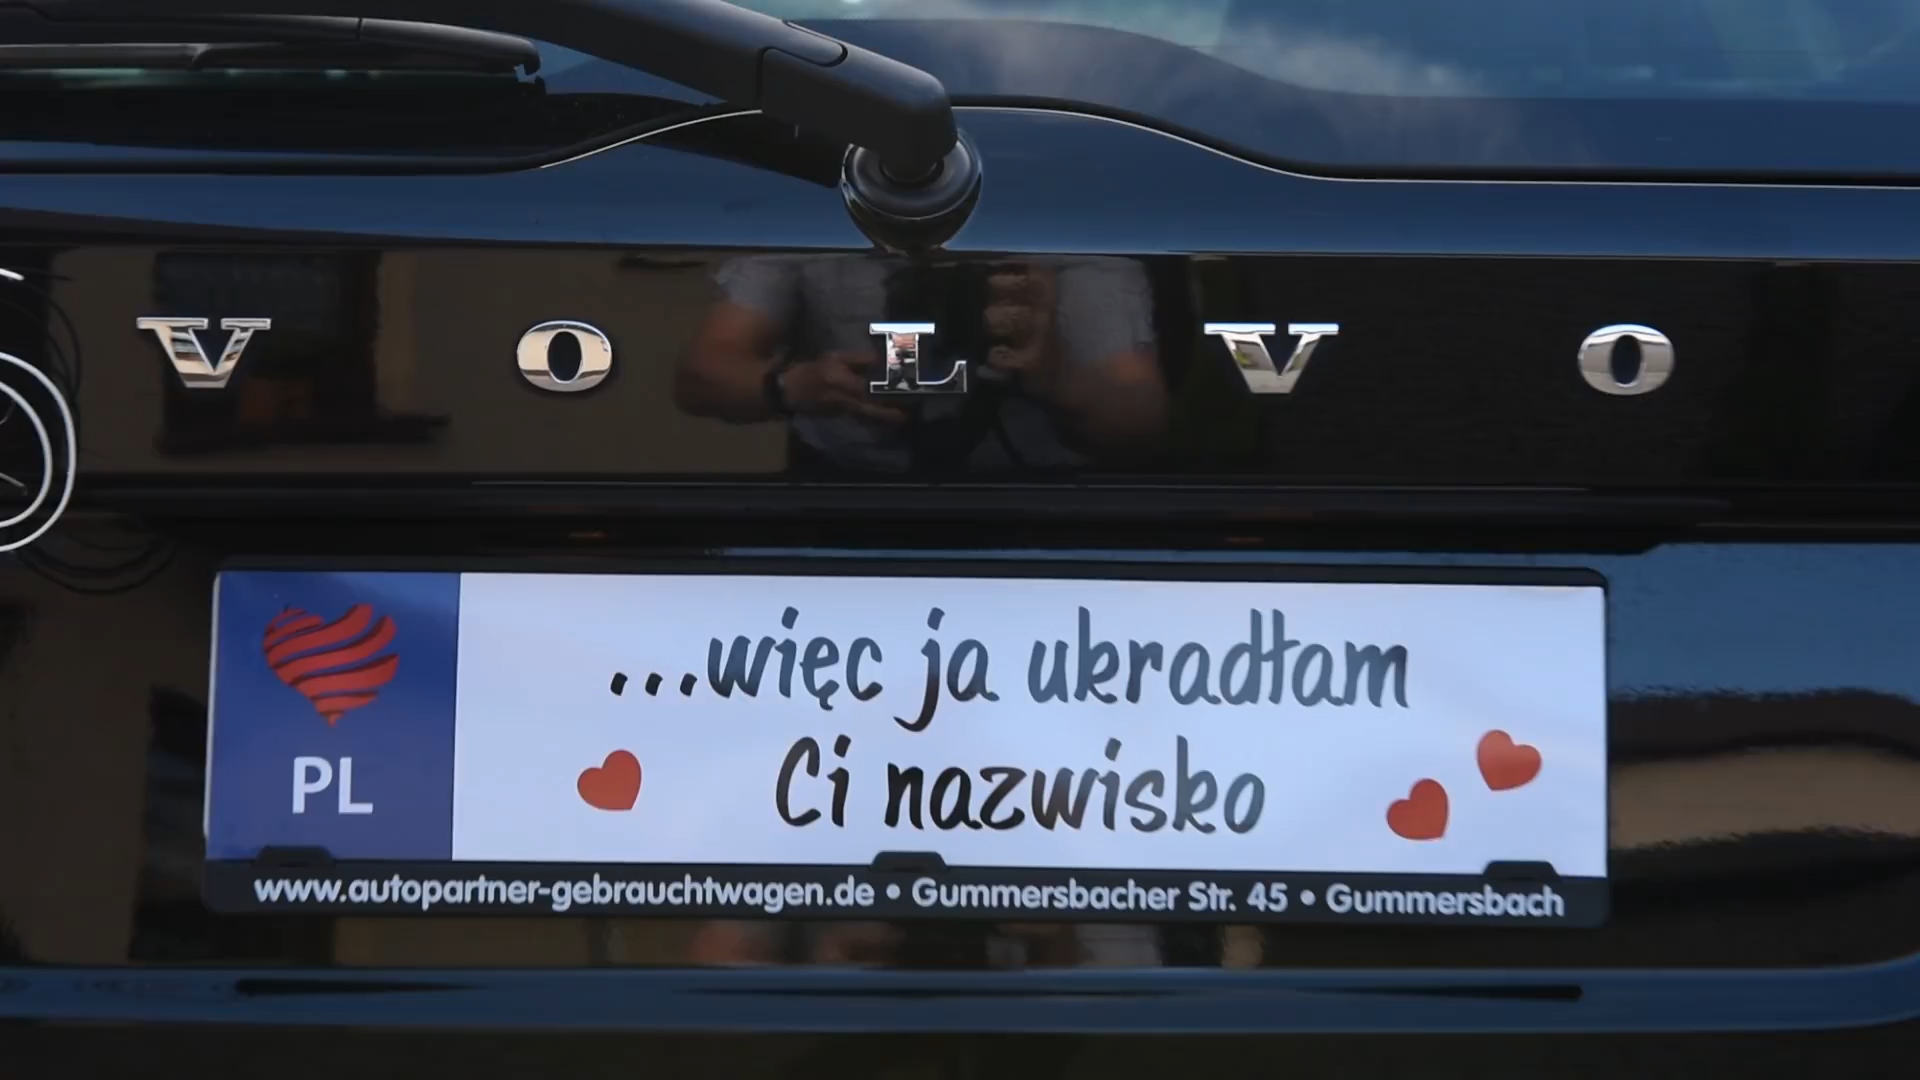 VOLVO
...więc ja ukradłam
Ci nazwisko
PL
www.autopartner-gebrauchtwagen.de • Gummersbacher Str. 45 • Gummersbach